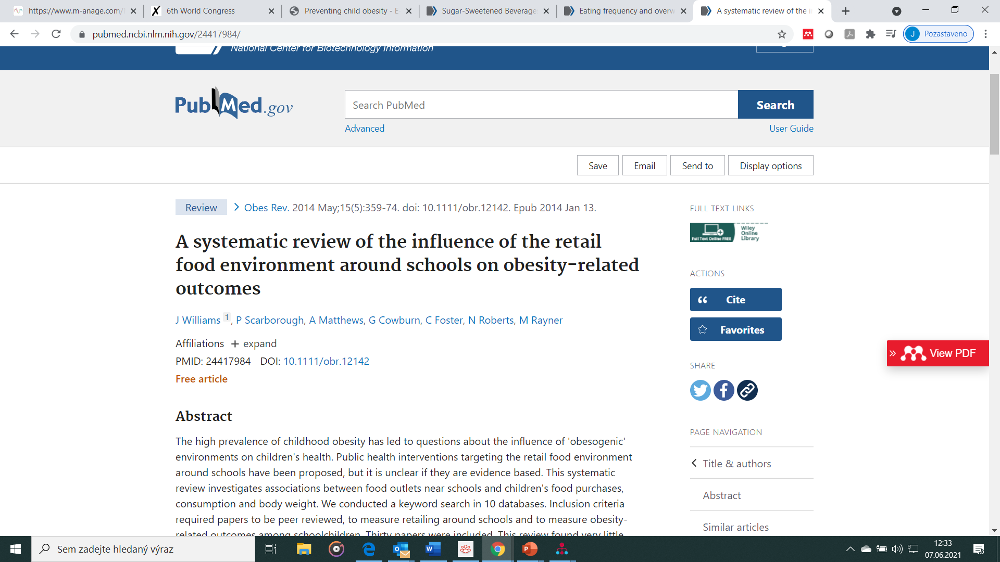 https://www.m-anage.com/
6th World Congress
Preventing child obesity - E
Sugar-Sweetened Beverage
Eating frequency and overw
A systematic review of the i
pubmed.ncbi.nlm.nih.gov/24417984/
J Pozastaveno
National Center for Biotechnology Information
PubMed.gov
Search PubMed
Search
Advanced
User Guide
Save
Email
Send to
Display options
Review
Obes Rev. 2014 May;15(5):359-74. doi: 10.1111/obr.12142. Epub 2014 Jan 13.
A systematic review of the influence of the retail
food environment around schools on obesity-related
outcomes
J Williams 1, P Scarborough, A Matthews, G Cowburn, C Foster, N Roberts, M Rayner
Affiliations + expand
PMID: 24417984 DOI: 10.1111/obr.12142
Free article
Abstract
The high prevalence of childhood obesity has led to questions about the influence of 'obesogenic'
environments on children's health. Public health interventions targeting the retail food environment
around schools have been proposed, but it is unclear if they are evidence based. This systematic
review investigates associations between food outlets near schools and children's food purchases,
consumption and body weight. We conducted a keyword search in 10 databases. Inclusion criteria
required papers to be peer reviewed, to measure retailing around schools and to measure obesity-
related outcomes among schoolchildren. Thirty papers were included. This review found very little
FULL TEXT LINKS
Full Text Online FREE
Wiley
Online
Library
ACTIONS
Cite
Favorites
SHARE
View PDF
PAGE NAVIGATION
Title & authors
Abstract
Similar articles
Sem zadejte hledaný výraz
12:33
07.06.2021